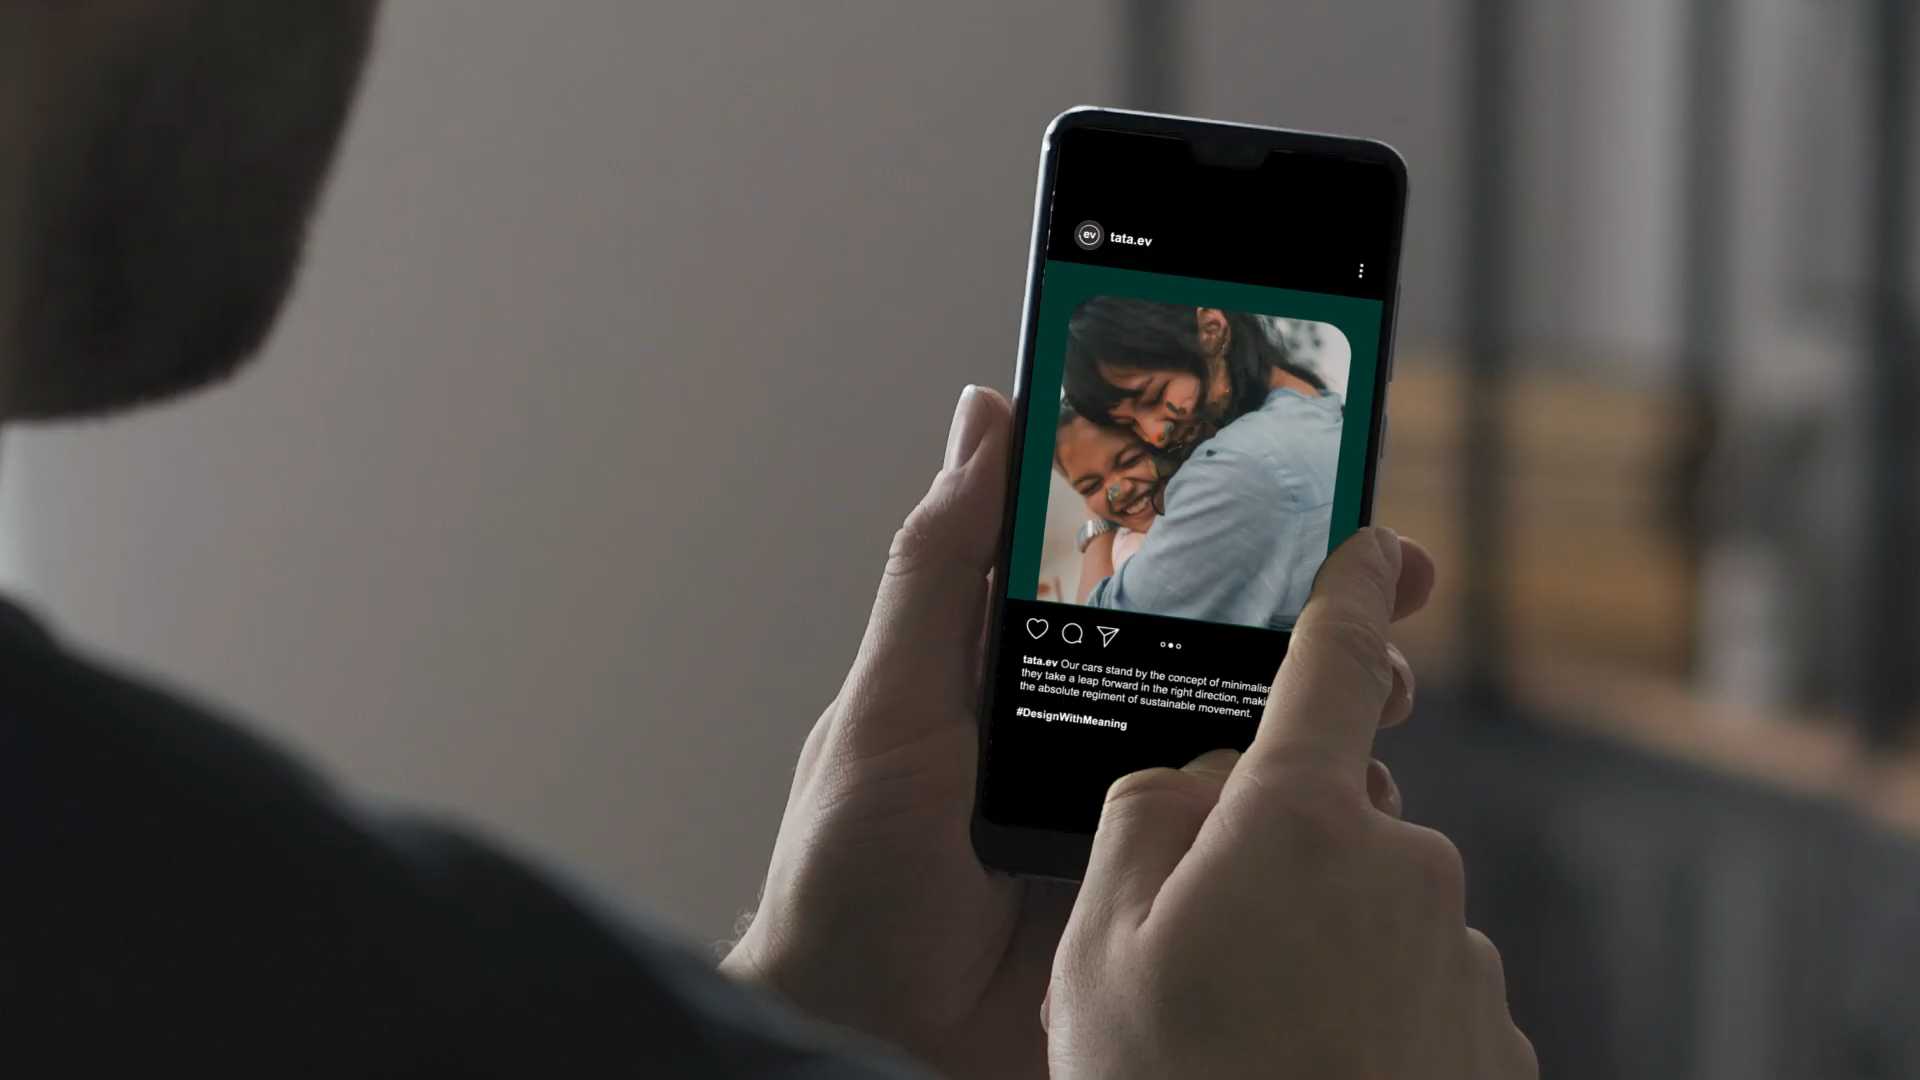 ev
tata.ev
tata.ev Our cars stand by the concept of minimalism
they take a leap forward in the right direction,
the absolute regiment of sustainable movement.
#DesignWithMeaning